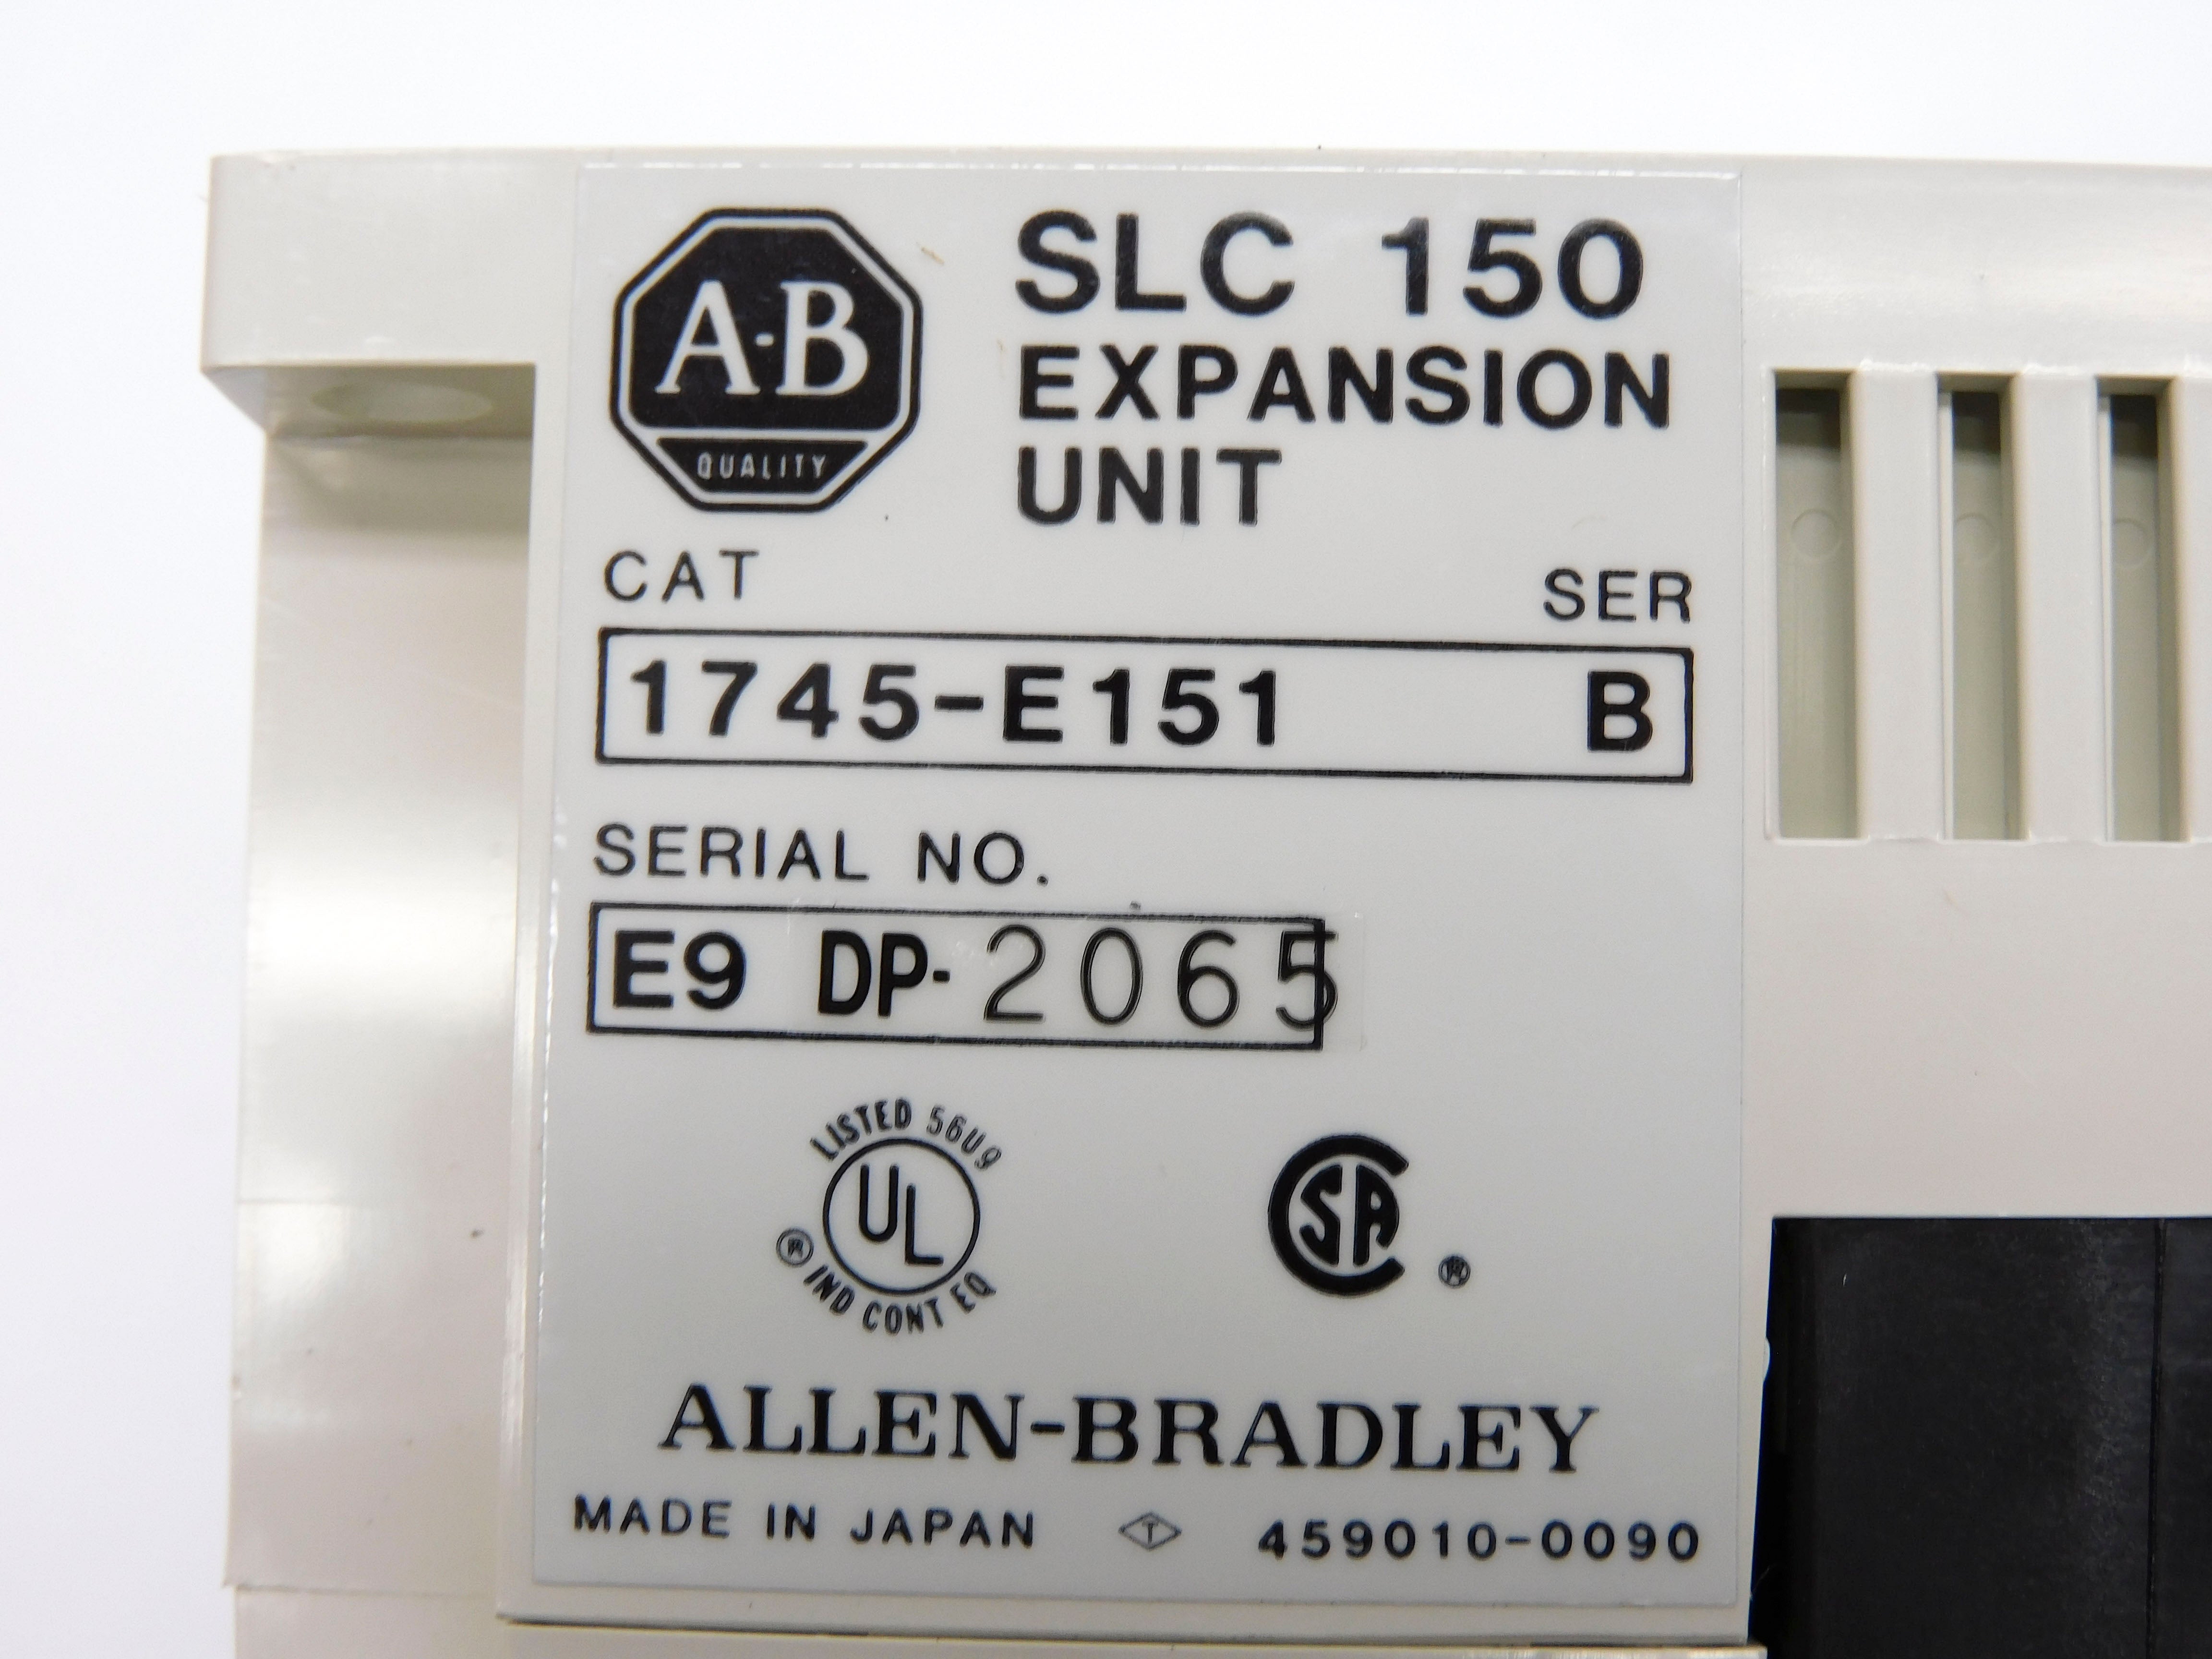 A-B
QUALITY
SLC 150
EXPANSION
UNIT
CAT SER
1745-E151 B
SERIAL NO.
E9 DP-2065
LISTED 56U9
UL
® IND CONT EQ
CSA ®
ALLEN-BRADLEY
MADE IN JAPAN T 459010-0090